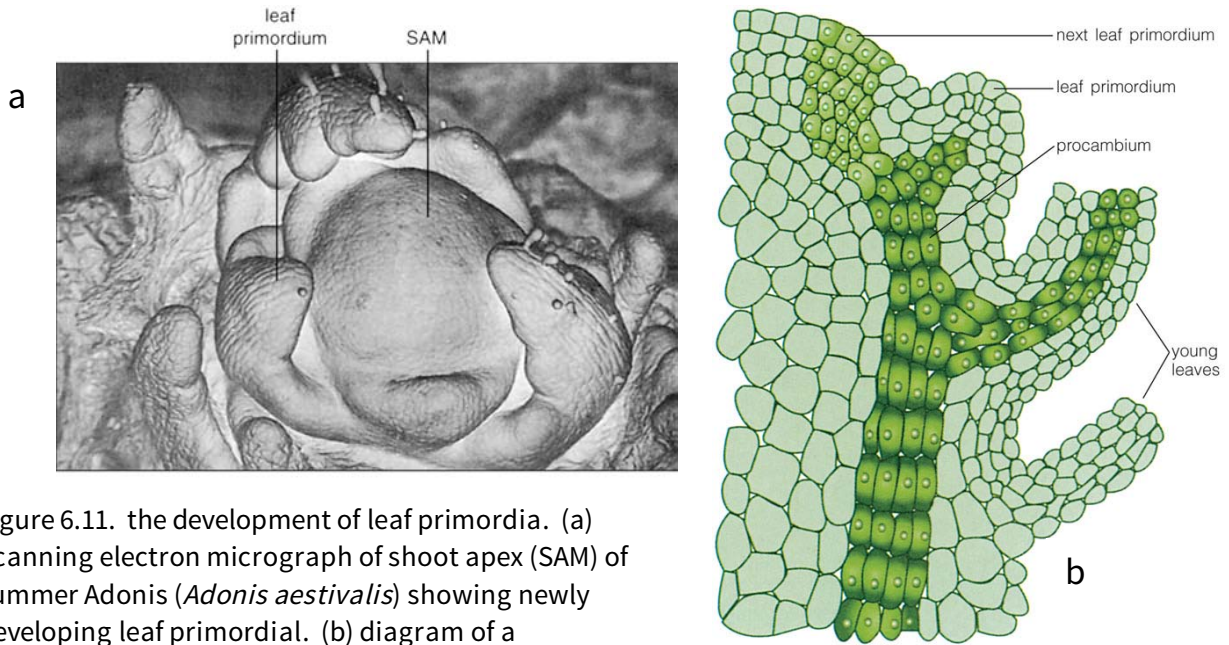 leaf
primordium
SAM
a
next leaf primordium
leaf primordium
procambium
young
leaves
b
gure 6.11. the development of leaf primordia. (a)
canning electron micrograph of shoot apex (SAM) of
ummer Adonis (Adonis aestivalis) showing newly
eveloping leaf primordial. (b) diagram of a